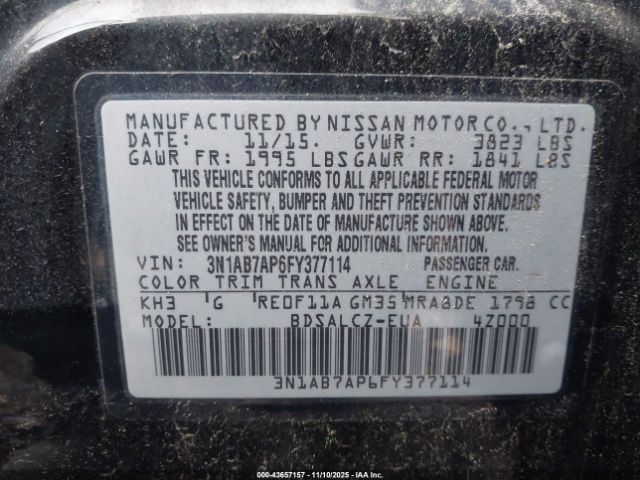 MANUFACTURED BY NISSAN MOTOR CO., LTD.
DATE: 11/15. GVWR: 3823 LBS
GAWR FR: 1995 LBS GAWR RR: 1841 LBS
THIS VEHICLE CONFORMS TO ALL APPLICABLE FEDERAL MOTOR
VEHICLE SAFETY, BUMPER AND THEFT PREVENTION STANDARDS
IN EFFECT ON THE DATE OF MANUFACTURE SHOWN ABOVE.
SEE OWNER'S MANUAL FOR ADDITIONAL INFORMATION.
VIN: 3N1AB7AP6FY377114 PASSENGER CAR.
COLOR TRIM TRANS AXLE ENGINE
KH3 G RE0F11A GM35 MRA8DE 1798 CC
MODEL: BDSALCZ-EUA 4Z000
3N1AB7AP6FY377114
000-43657157 - 11/10/2025 - IAA, Inc.